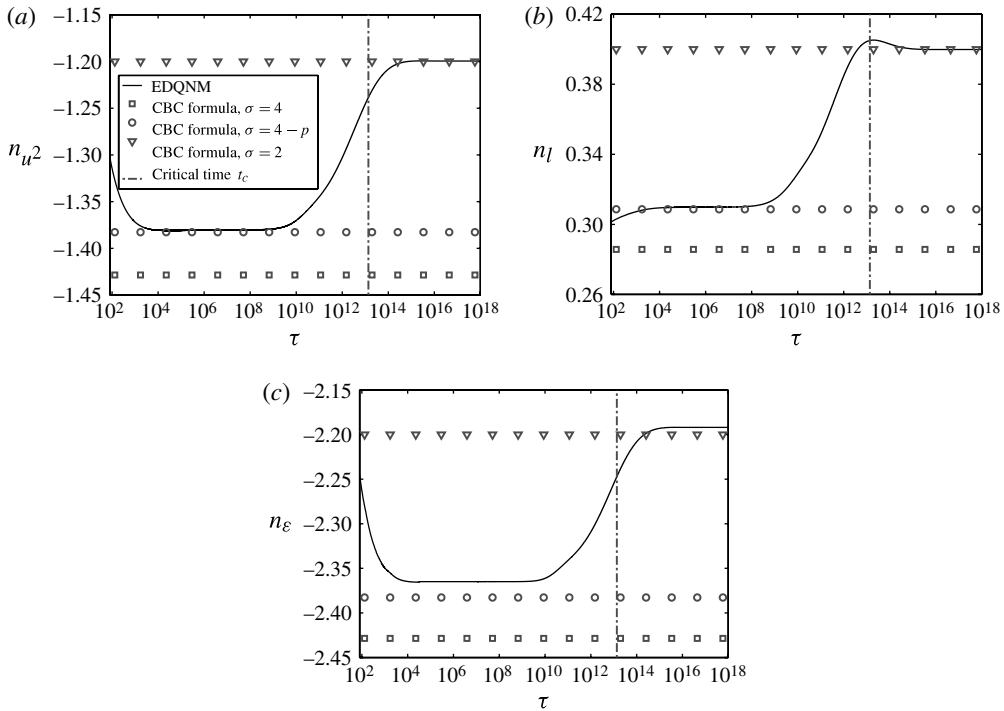 (a)
−1.15
−1.20
−1.25
−1.30
−1.35
−1.40
−1.45
n_{u^2}
EDQNM
CBC formula, σ = 4
CBC formula, σ = 4 − p
CBC formula, σ = 2
Critical time t_c
10^2 10^4 10^6 10^8 10^{10} 10^{12} 10^{14} 10^{16} 10^{18}
τ
(b)
0.42
0.38
0.34
0.30
0.26
n_l
10^2 10^4 10^6 10^8 10^{10} 10^{12} 10^{14} 10^{16} 10^{18}
τ
(c)
−2.15
−2.20
−2.25
−2.30
−2.35
−2.40
−2.45
n_ε
10^2 10^4 10^6 10^8 10^{10} 10^{12} 10^{14} 10^{16} 10^{18}
τ